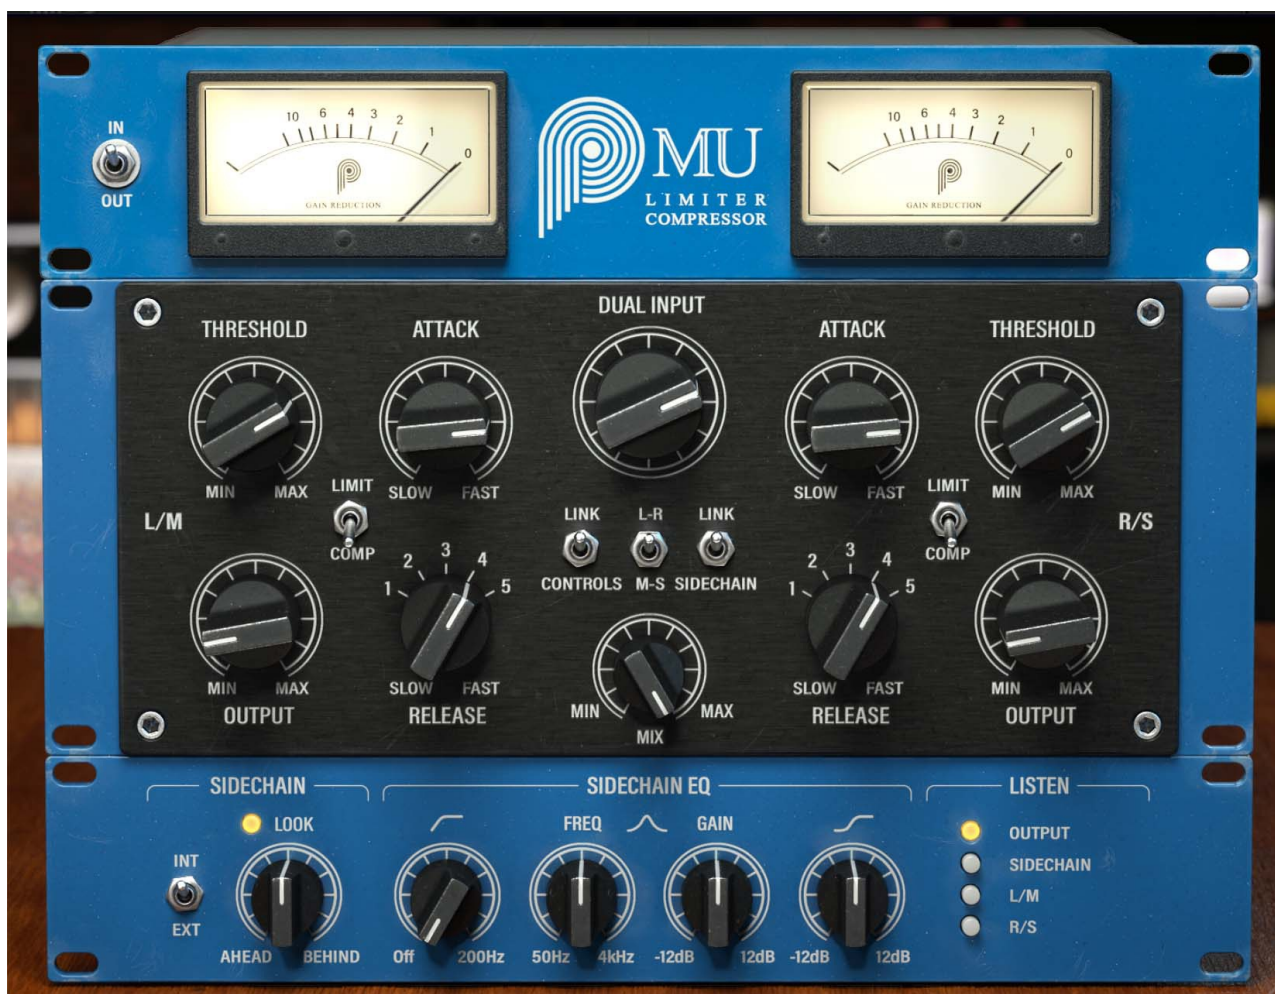 IN
OUT
10 6 4 3 2 1 0
GAIN REDUCTION
P MU
LIMITER
COMPRESSOR
10 6 4 3 2 1 0
GAIN REDUCTION
THRESHOLD
MIN MAX
ATTACK
SLOW FAST
DUAL INPUT
ATTACK
SLOW FAST
THRESHOLD
MIN MAX
L/M
LIMIT
COMP
LINK
CONTROLS
L-R
M-S
LINK
SIDECHAIN
LIMIT
COMP
R/S
MIN MAX
OUTPUT
1 2 3 4 5
SLOW FAST
RELEASE
MIN MAX
MIX
1 2 3 4 5
SLOW FAST
RELEASE
MIN MAX
OUTPUT
SIDECHAIN
LOOK
INT
EXT
AHEAD BEHIND
SIDECHAIN EQ
FREQ GAIN
Off 200Hz
50Hz 4kHz
-12dB 12dB
-12dB 12dB
LISTEN
OUTPUT
SIDECHAIN
L/M
R/S